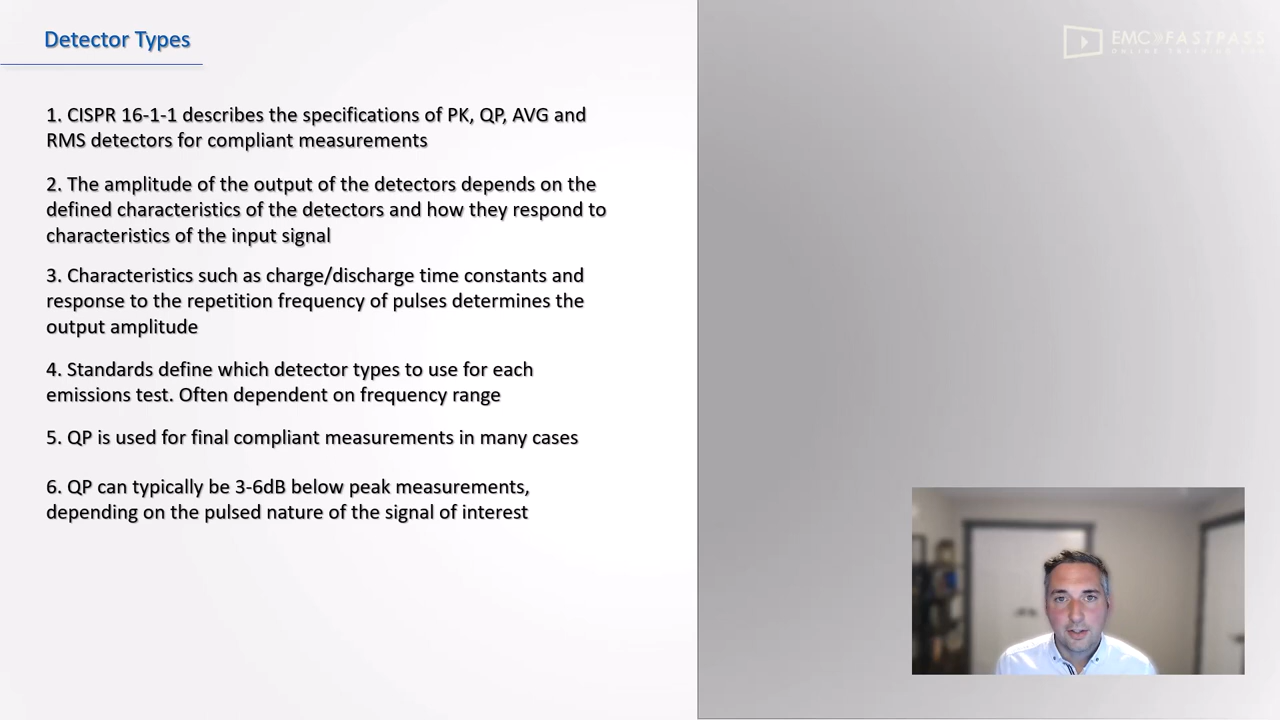 Detector Types
EMC FASTPASS
ONLINE TRAINING
1. CISPR 16-1-1 describes the specifications of PK, QP, AVG and
RMS detectors for compliant measurements
2. The amplitude of the output of the detectors depends on the
defined characteristics of the detectors and how they respond to
characteristics of the input signal
3. Characteristics such as charge/discharge time constants and
response to the repetition frequency of pulses determines the
output amplitude
4. Standards define which detector types to use for each
emissions test. Often dependent on frequency range
5. QP is used for final compliant measurements in many cases
6. QP can typically be 3-6dB below peak measurements,
depending on the pulsed nature of the signal of interest